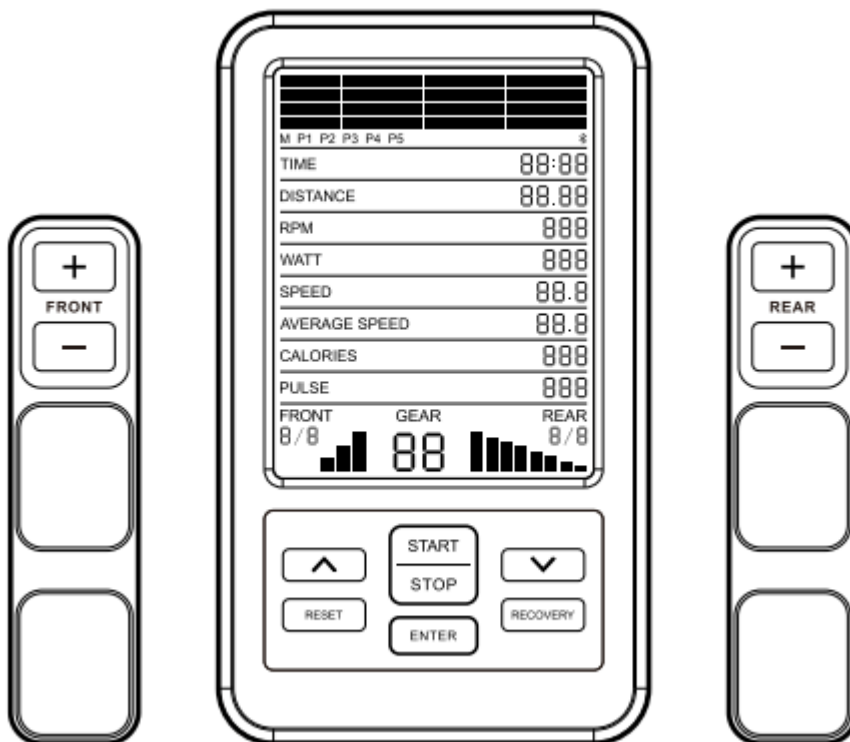 M P1 P2 P3 P4 P5
TIME 88:88
DISTANCE 88.88
RPM 888
WATT 888
SPEED 88.8
AVERAGE SPEED 88.8
CALORIES 888
PULSE 888
FRONT GEAR REAR
8/8 88 8/8
+
FRONT
−
+
REAR
−
START
STOP
RESET
ENTER
RECOVERY